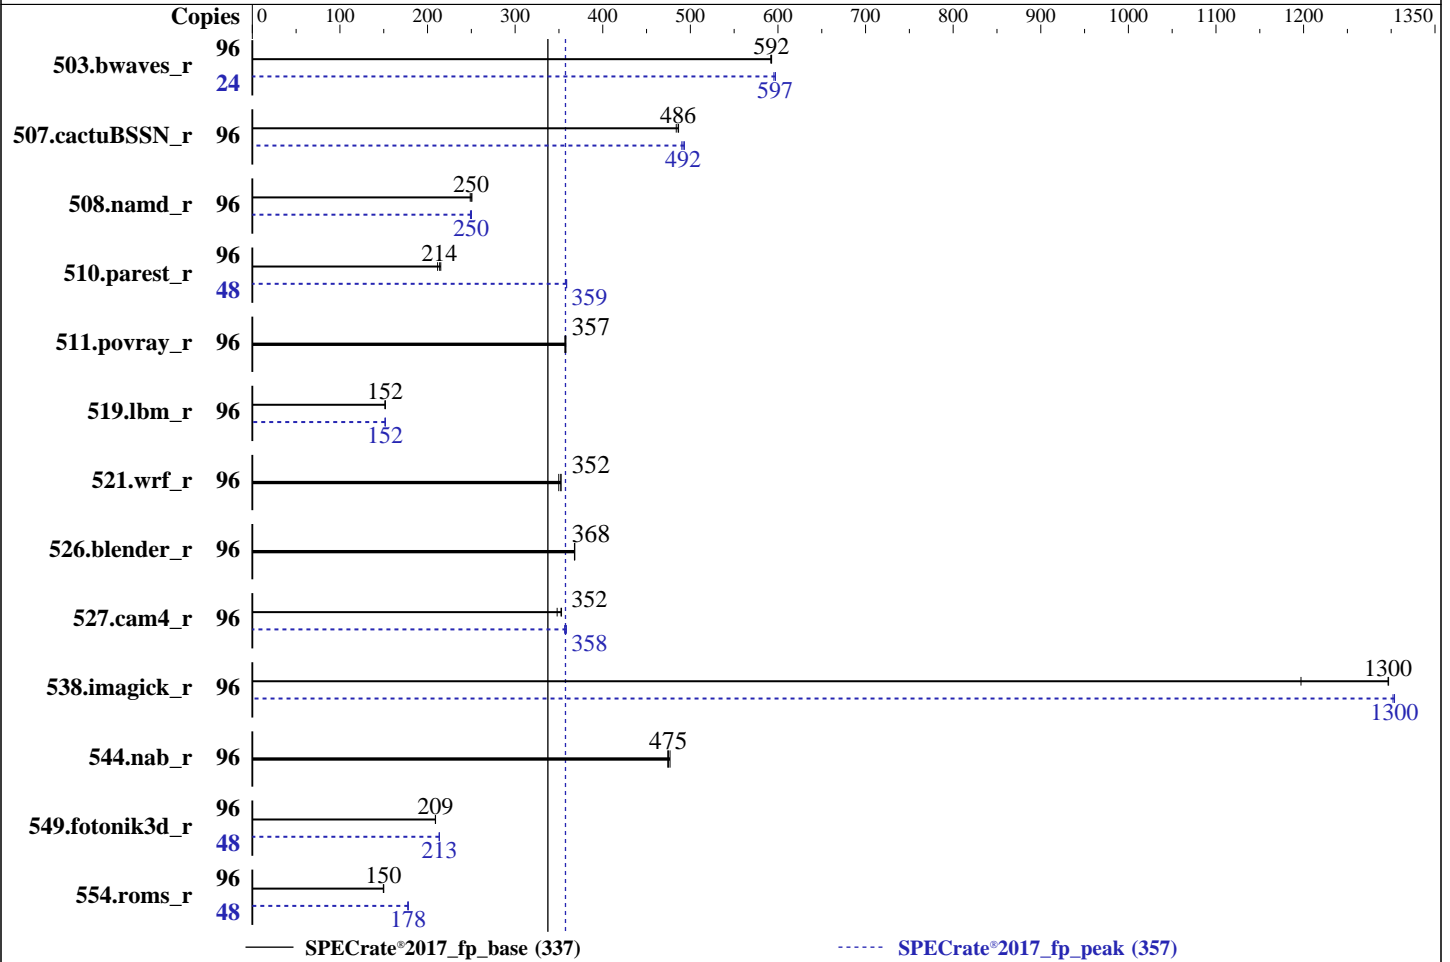 Copies 0 100 200 300 400 500 600 700 800 900 1000 1100 1200 1350
503.bwaves_r 96 592
24 597
507.cactuBSSN_r 96 486
492
508.namd_r 96 250
250
510.parest_r 96 214
48 359
511.povray_r 96 357
519.lbm_r 96 152
152
521.wrf_r 96 352
526.blender_r 96 368
527.cam4_r 96 352
358
538.imagick_r 96 1300
1300
544.nab_r 96 475
549.fotonik3d_r 96 209
48 213
554.roms_r 96 150
48 178
SPECrate®2017_fp_base (337) SPECrate®2017_fp_peak (357)